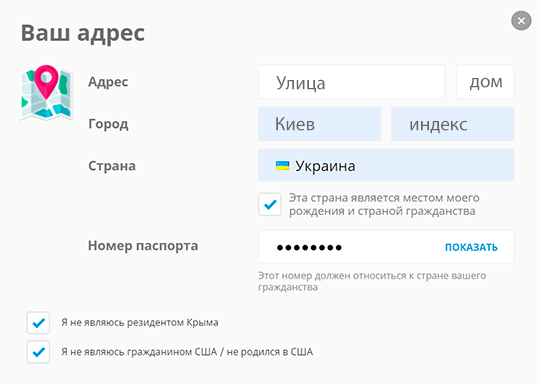 Ваш адрес
Адрес Улица дом
Город Киев индекс
Страна Украина
Эта страна является местом моего
рождения и страной гражданства
Номер паспорта •••••••• ПОКАЗАТЬ
Этот номер должен относиться к стране вашего
гражданства
Я не являюсь резидентом Крыма
Я не являюсь гражданином США / не родился в США